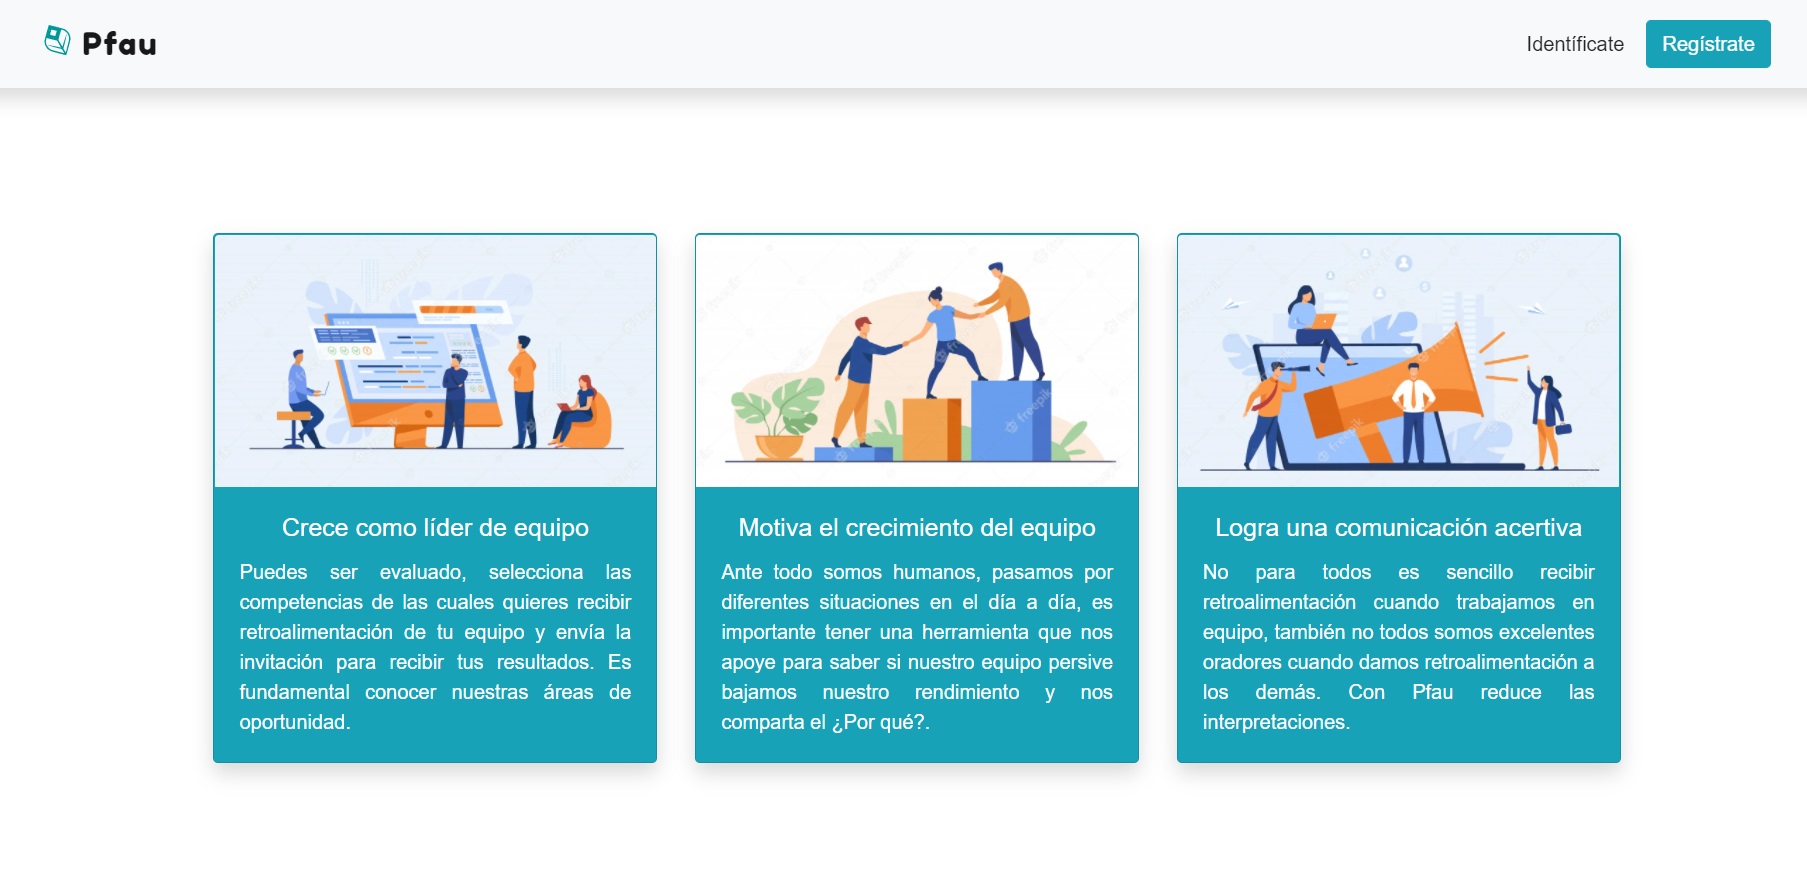 Pfau
Identifícate
Regístrate
Crece como líder de equipo
Puedes ser evaluado, selecciona las
competencias de las cuales quieres recibir
retroalimentación de tu equipo y envía la
invitación para recibir tus resultados. Es
fundamental conocer nuestras áreas de
oportunidad.
Motiva el crecimiento del equipo
Ante todo somos humanos, pasamos por
diferentes situaciones en el día a día, es
importante tener una herramienta que nos
apoye para saber si nuestro equipo persive
bajamos nuestro rendimiento y nos
comparta el ¿Por qué?.
Logra una comunicación acertiva
No para todos es sencillo recibir
retroalimentación cuando trabajamos en
equipo, también no todos somos excelentes
oradores cuando damos retroalimentación a
los demás. Con Pfau reduce las
interpretaciones.
freepik
freepik